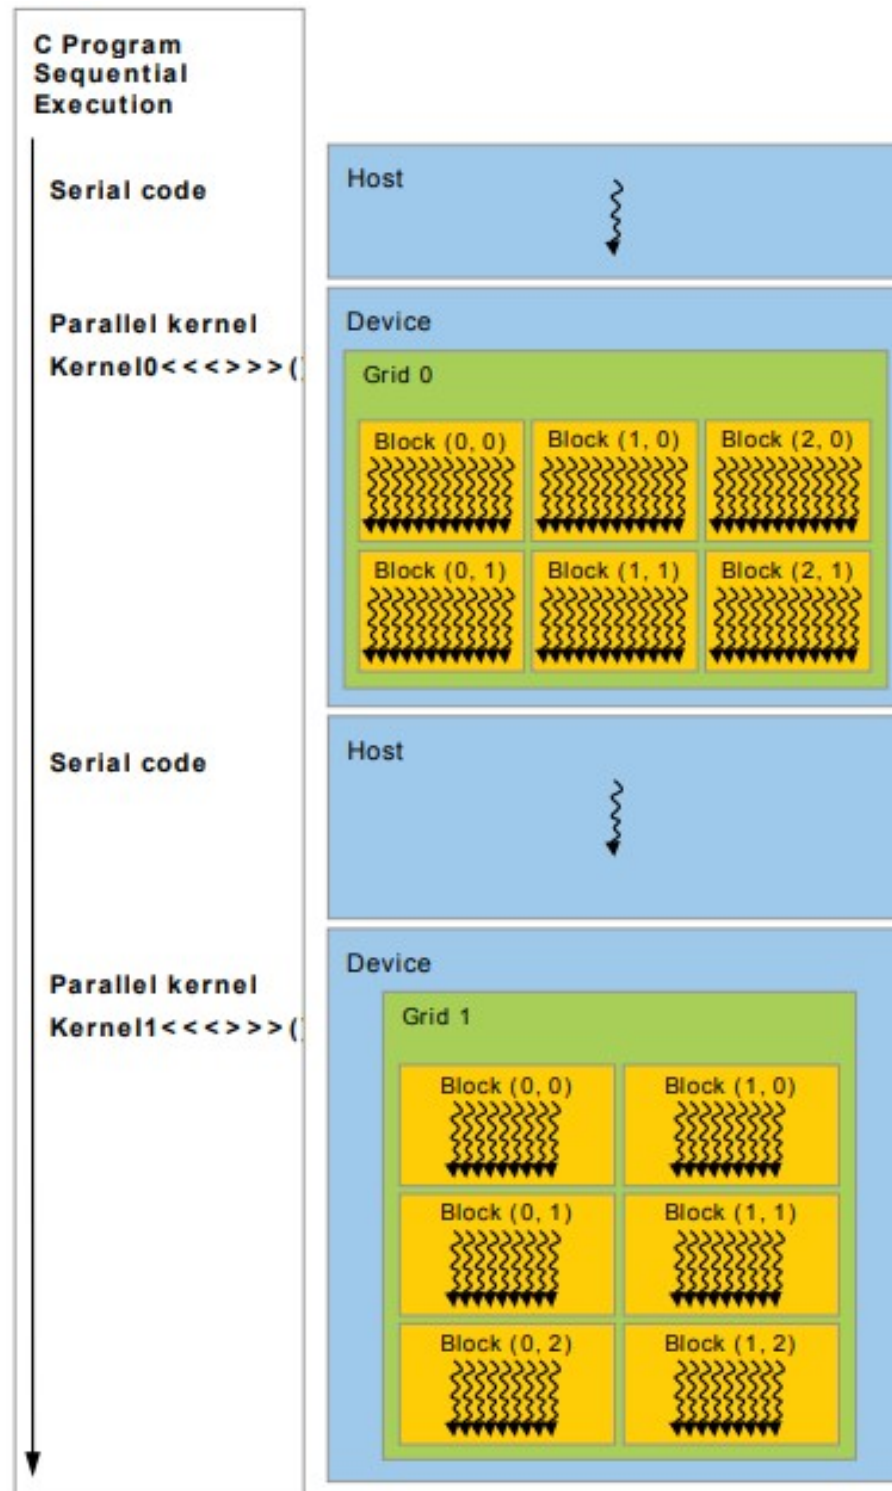 C Program
Sequential
Execution
Serial code
Host
Parallel kernel
Kernel0<<<>>>()
Device
Grid 0
Block (0, 0) Block (1, 0) Block (2, 0)
Block (0, 1) Block (1, 1) Block (2, 1)
Serial code
Host
Parallel kernel
Kernel1<<<>>>()
Device
Grid 1
Block (0, 0) Block (1, 0)
Block (0, 1) Block (1, 1)
Block (0, 2) Block (1, 2)